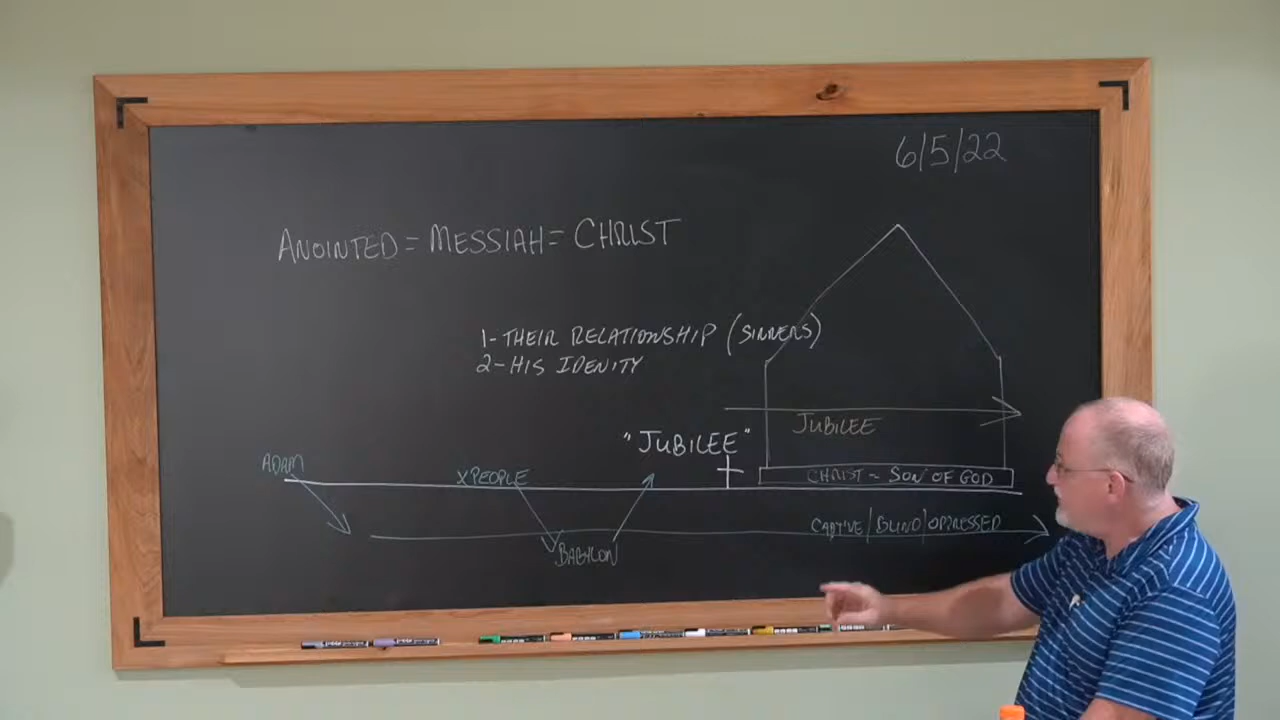 6/5/22
ANOINTED = MESSIAH = CHRIST
1-THEIR RELATIONSHIP (SINNERS)
2-HIS IDENITY
JUBILEE
"JUBILEE"
ADAM
XPEOPLE
CHRIST - SON OF GOD
CAPTIVE/BLIND/OPPRESSED
BABYLON